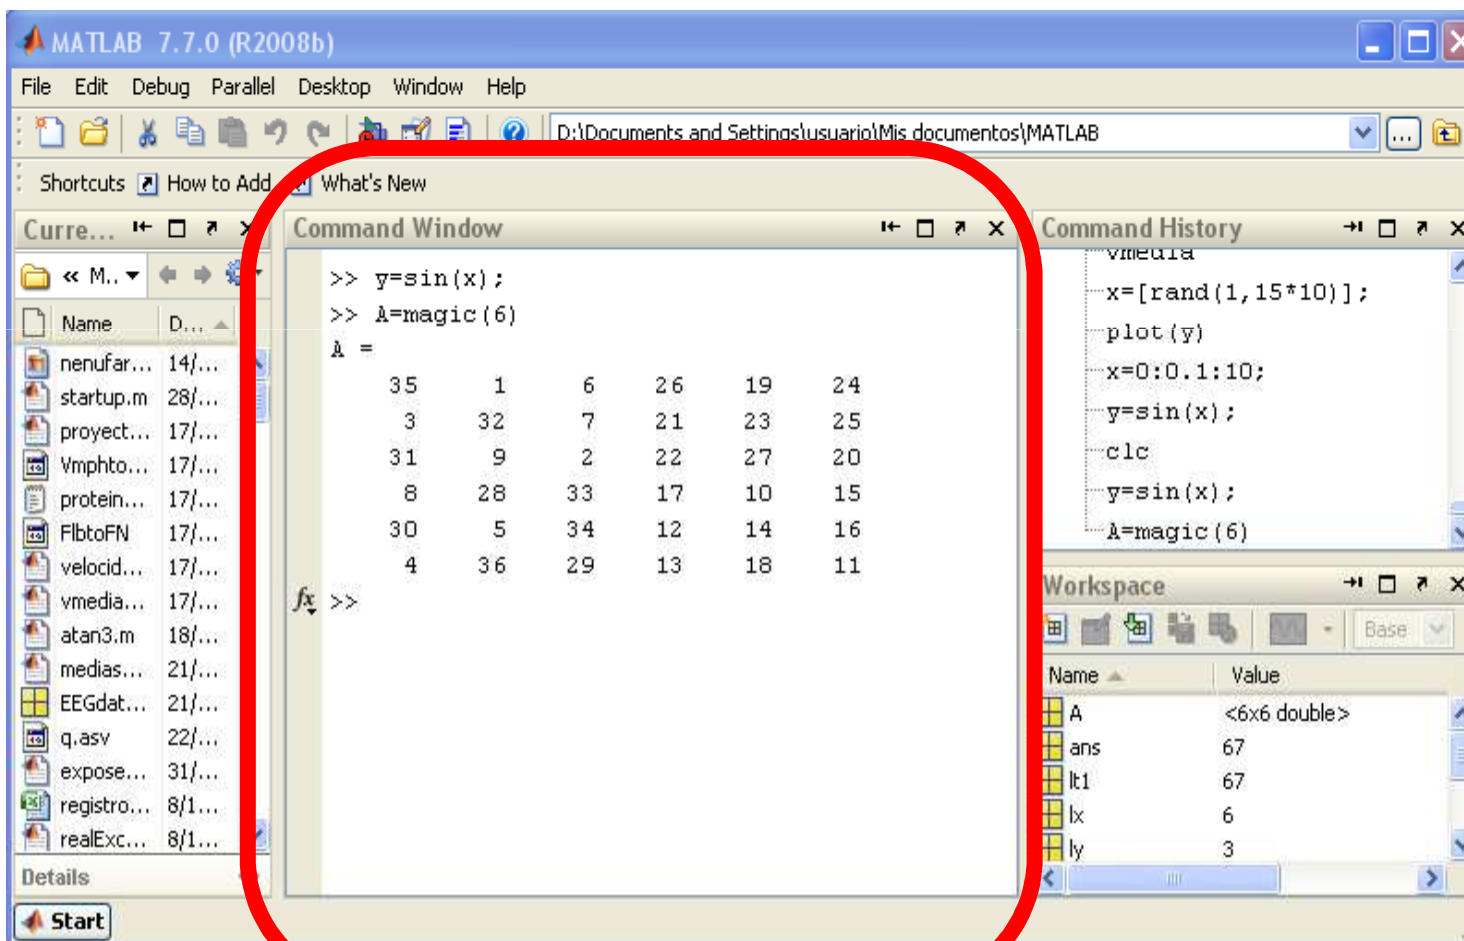 MATLAB 7.7.0 (R2008b)
File Edit Debug Parallel Desktop Window Help
D:\Documents and Settings\usuario\Mis documentos\MATLAB
Shortcuts How to Add What's New
Curre...
« M..
Name D...
nenufar... 14/...
startup.m 28/...
proyect... 17/...
Vmphto... 17/...
protein... 17/...
FlbtoFN 17/...
velocid... 17/...
vmedia... 17/...
atan3.m 18/...
medias... 21/...
EEGdat... 21/...
q.asv 22/...
expose... 31/...
registro... 8/1...
realExc... 8/1...
Details
Start
Command Window
>> y=sin(x);
>> A=magic(6)
A =
35 1 6 26 19 24
3 32 7 21 23 25
31 9 2 22 27 20
8 28 33 17 10 15
30 5 34 12 14 16
4 36 29 13 18 11
fx >>
Command History
vmedia
x=[rand(1,15*10)];
plot(y)
x=0:0.1:10;
y=sin(x);
clc
y=sin(x);
A=magic(6)
Workspace
Base
Name Value
A <6x6 double>
ans 67
lt1 67
lx 6
ly 3